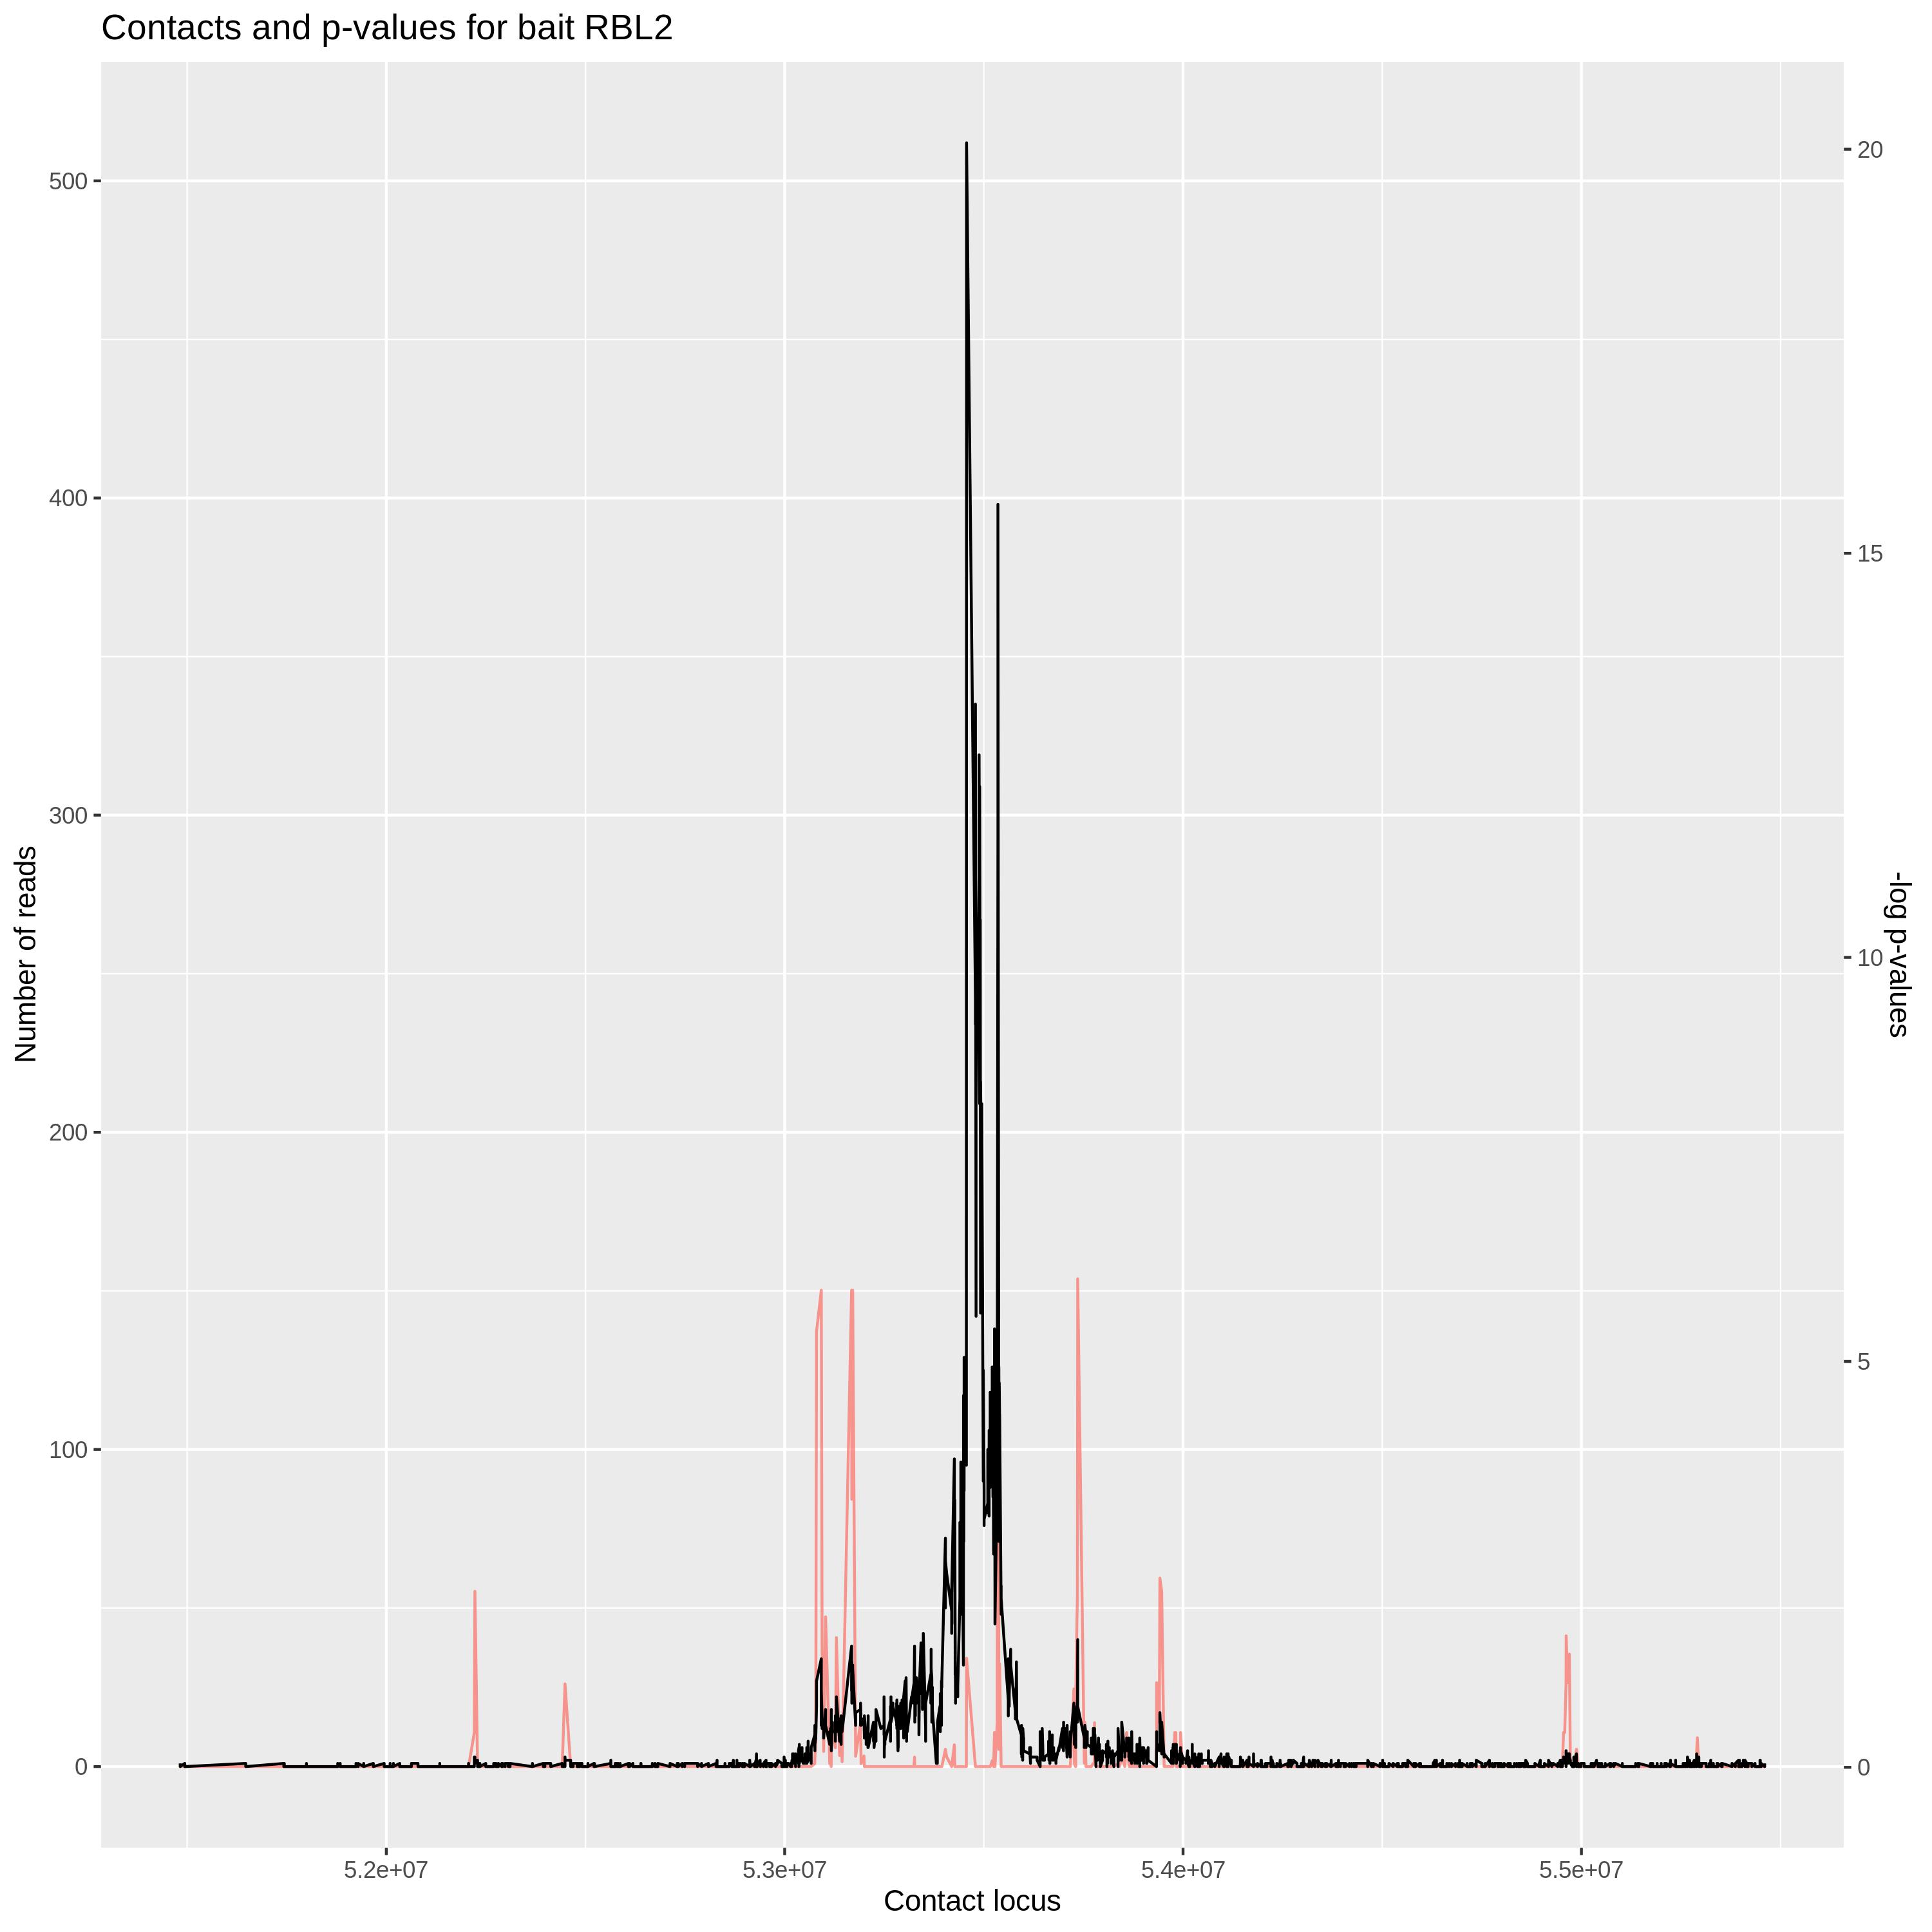 Contacts and p-values for bait RBL2
500
400
300
200
100
0
Number of reads
20
15
10
5
0
-log p-values
5.2e+07
5.3e+07
5.4e+07
5.5e+07
Contact locus